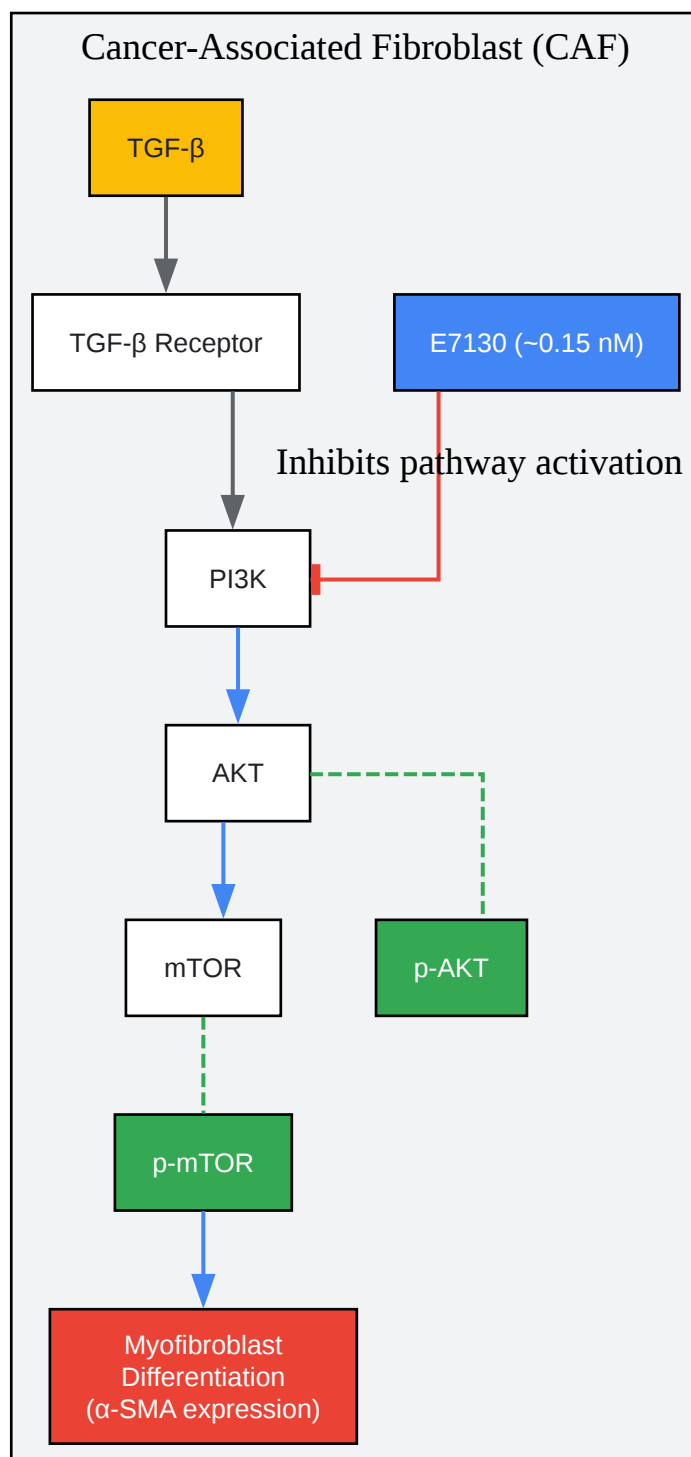 Cancer-Associated Fibroblast (CAF)
TGF-β
TGF-β Receptor
E7130 (~0.15 nM)
Inhibits pathway activation
PI3K
AKT
mTOR
p-AKT
p-mTOR
Myofibroblast
Differentiation
(α-SMA expression)